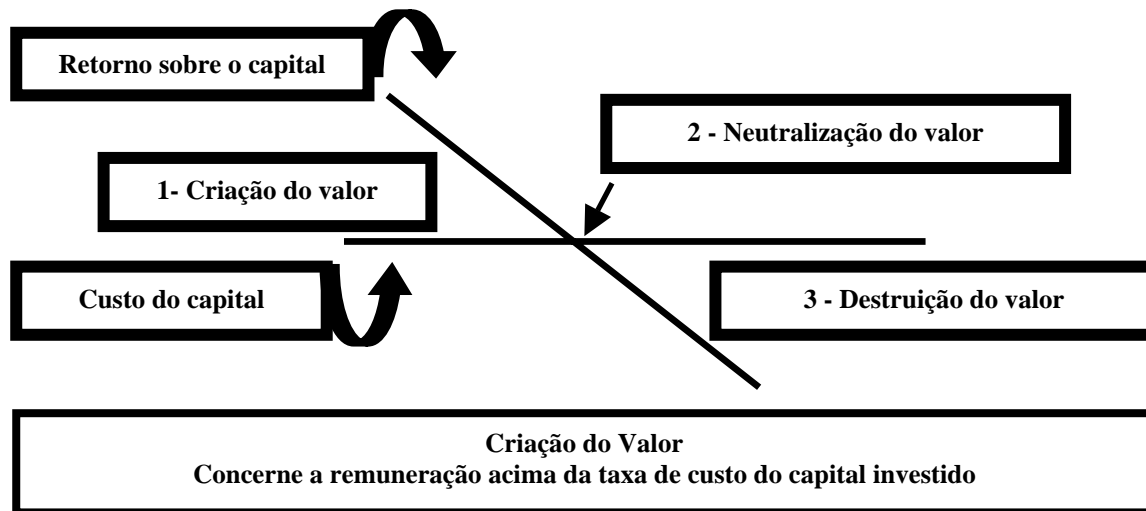 Retorno sobre o capital
2 - Neutralização do valor
1- Criação do valor
Custo do capital
3 - Destruição do valor
Criação do Valor
Concerne a remuneração acima da taxa de custo do capital investido